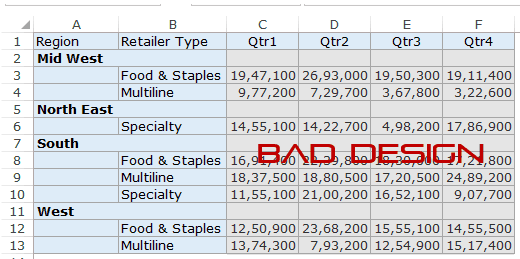 A B C D E F
1 Region Retailer Type Qtr1 Qtr2 Qtr3 Qtr4
2 Mid West
3 Food & Staples 19,47,100 26,93,000 19,50,300 19,11,400
4 Multiline 9,77,200 7,29,700 3,67,800 3,22,600
5 North East
6 Specialty 14,55,100 14,22,700 4,98,200 17,86,900
7 South
BAD DESIGN
8 Food & Staples
9 Multiline 18,37,500 18,80,500 17,20,500 24,89,200
10 Specialty 11,55,100 21,00,200 16,52,100 9,07,700
11 West
12 Food & Staples 12,50,900 23,68,200 15,55,100 14,55,500
13 Multiline 13,74,300 7,93,200 12,54,900 15,17,400